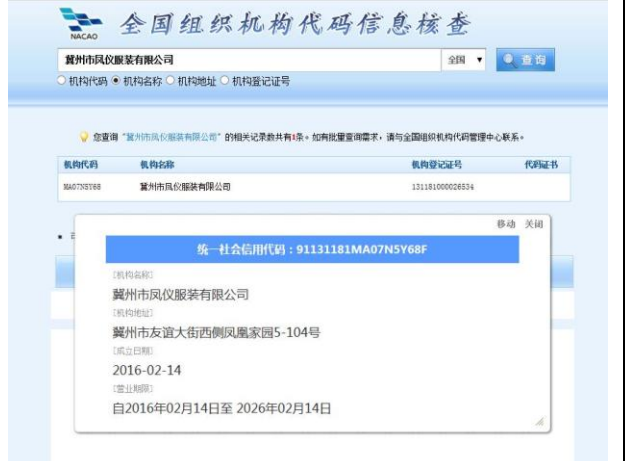 NACAO
全国组织机构代码信息核查
冀州市凤仪服装有限公司 全国 查询
机构代码 机构名称 机构地址 机构登记证号
您查询 "冀州市凤仪服装有限公司" 的相关记录数共有1条。如有批量查询需求，请与全国组织机构代码管理中心联系。
机构代码 机构名称 机构登记证号 代码证书
MA07N5Y68 冀州市凤仪服装有限公司 131181000026534
移动 关闭
统一社会信用代码：91131181MA07N5Y68F
[机构名称]
冀州市凤仪服装有限公司
[机构地址]
冀州市友谊大街西侧凤凰家园5-104号
[成立日期]
2016-02-14
[营业期限]
自2016年02月14日至 2026年02月14日